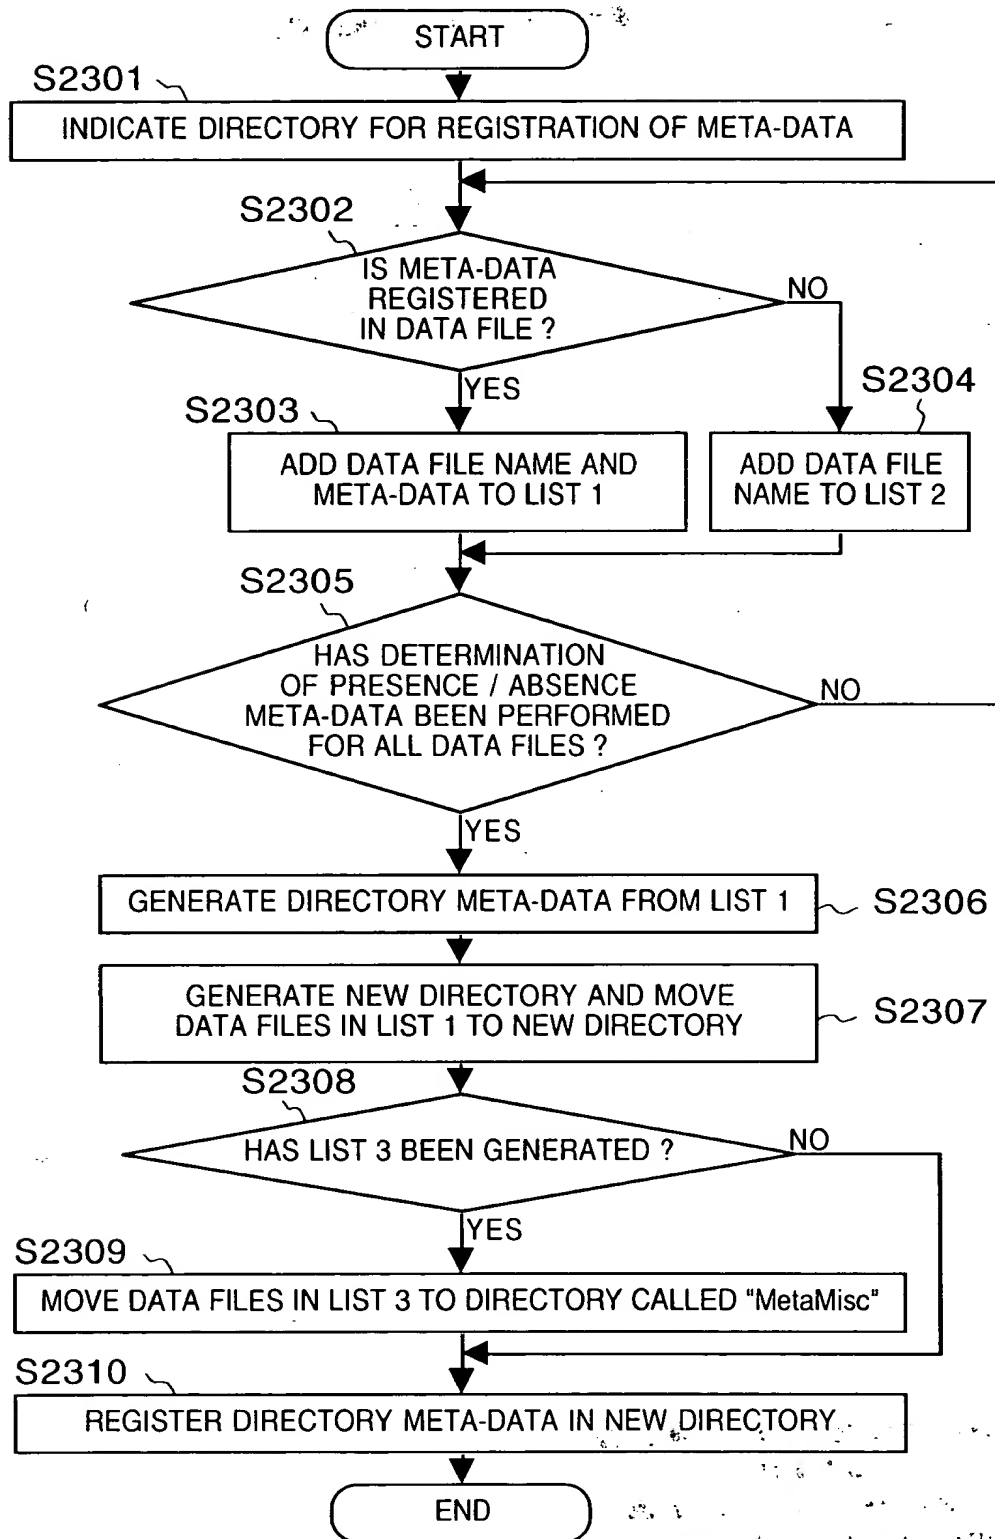 START
S2301
INDICATE DIRECTORY FOR REGISTRATION OF META-DATA
S2302
IS META-DATA
REGISTERED
IN DATA FILE ?
NO
YES
S2303
S2304
ADD DATA FILE NAME AND
META-DATA TO LIST 1
ADD DATA FILE
NAME TO LIST 2
S2305
HAS DETERMINATION
OF PRESENCE / ABSENCE
META-DATA BEEN PERFORMED
FOR ALL DATA FILES ?
NO
YES
GENERATE DIRECTORY META-DATA FROM LIST 1
S2306
GENERATE NEW DIRECTORY AND MOVE
DATA FILES IN LIST 1 TO NEW DIRECTORY
S2307
S2308
HAS LIST 3 BEEN GENERATED ?
NO
YES
S2309
MOVE DATA FILES IN LIST 3 TO DIRECTORY CALLED "MetaMisc"
S2310
REGISTER DIRECTORY META-DATA IN NEW DIRECTORY
END